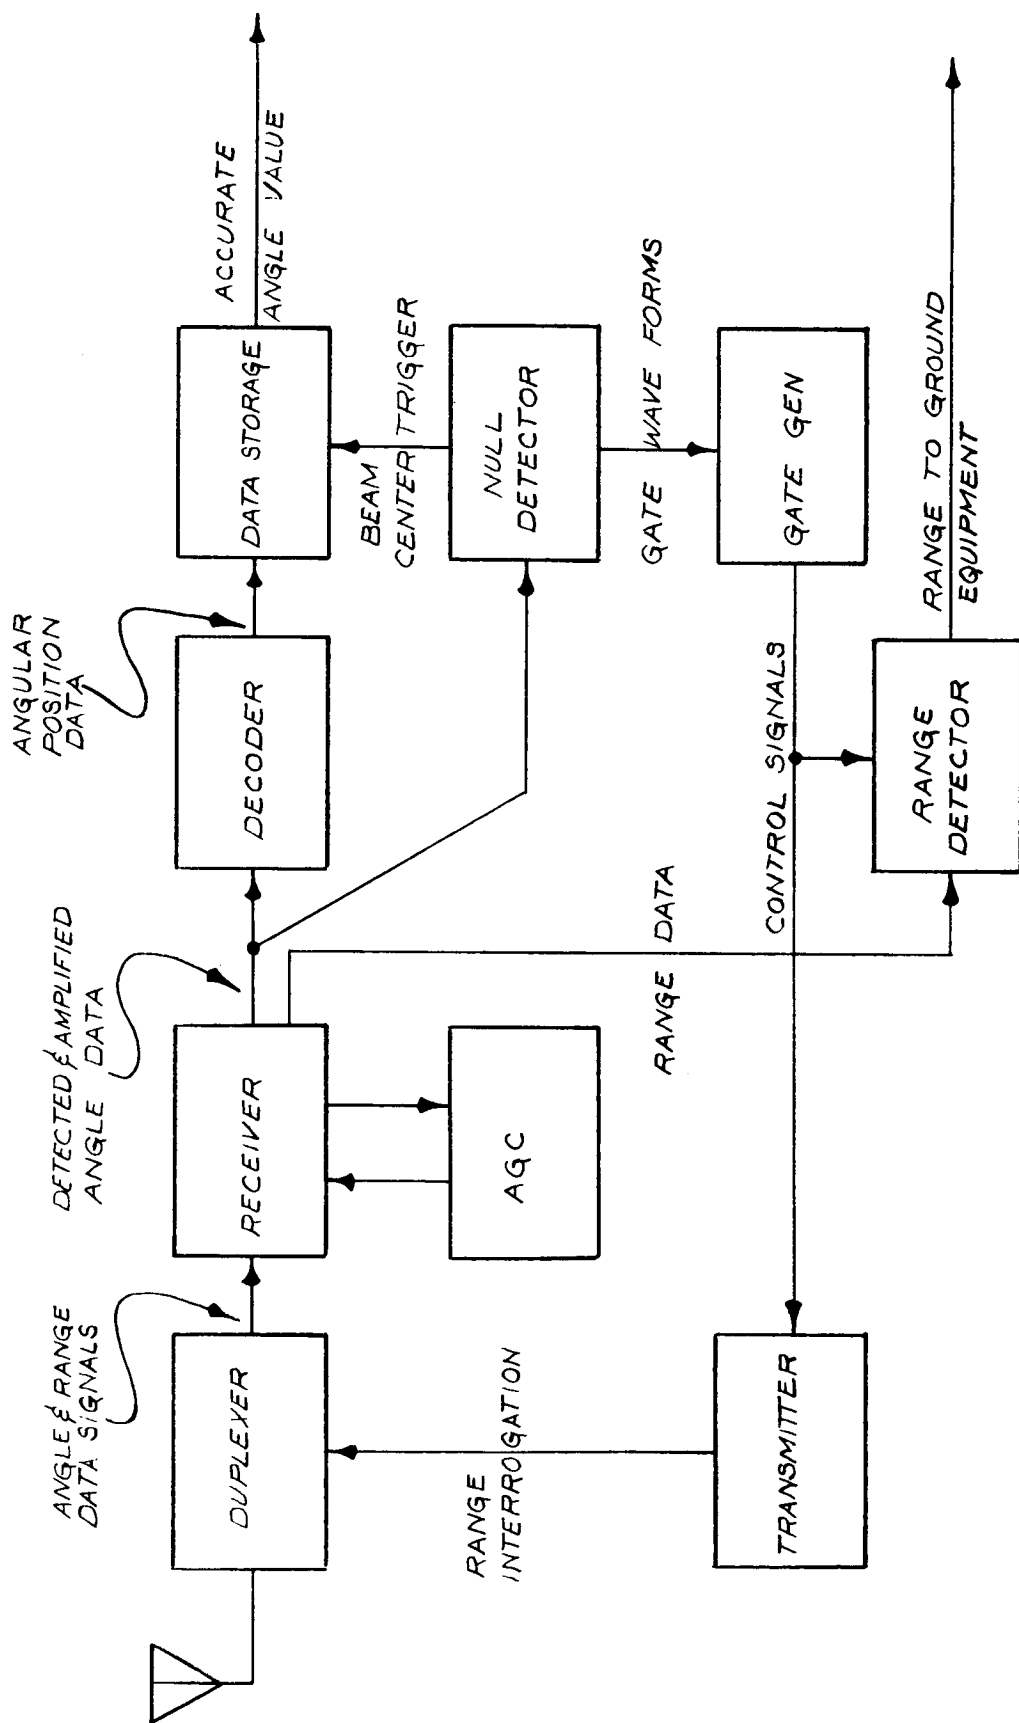 ANGLE & RANGE
DATA SIGNALS
DETECTED & AMPLIFIED
ANGLE DATA
ANGULAR
POSITION
DATA
ACCURATE
ANGLE VALUE
DUPLEXER
RECEIVER
DECODER
DATA STORAGE
BEAM
CENTER TRIGGER
RANGE
INTERROGATION
AGC
NULL
DETECTOR
RANGE DATA
GATE WAVE FORMS
TRANSMITTER
CONTROL SIGNALS
GATE GEN
RANGE
DETECTOR
RANGE TO GROUND
EQUIPMENT